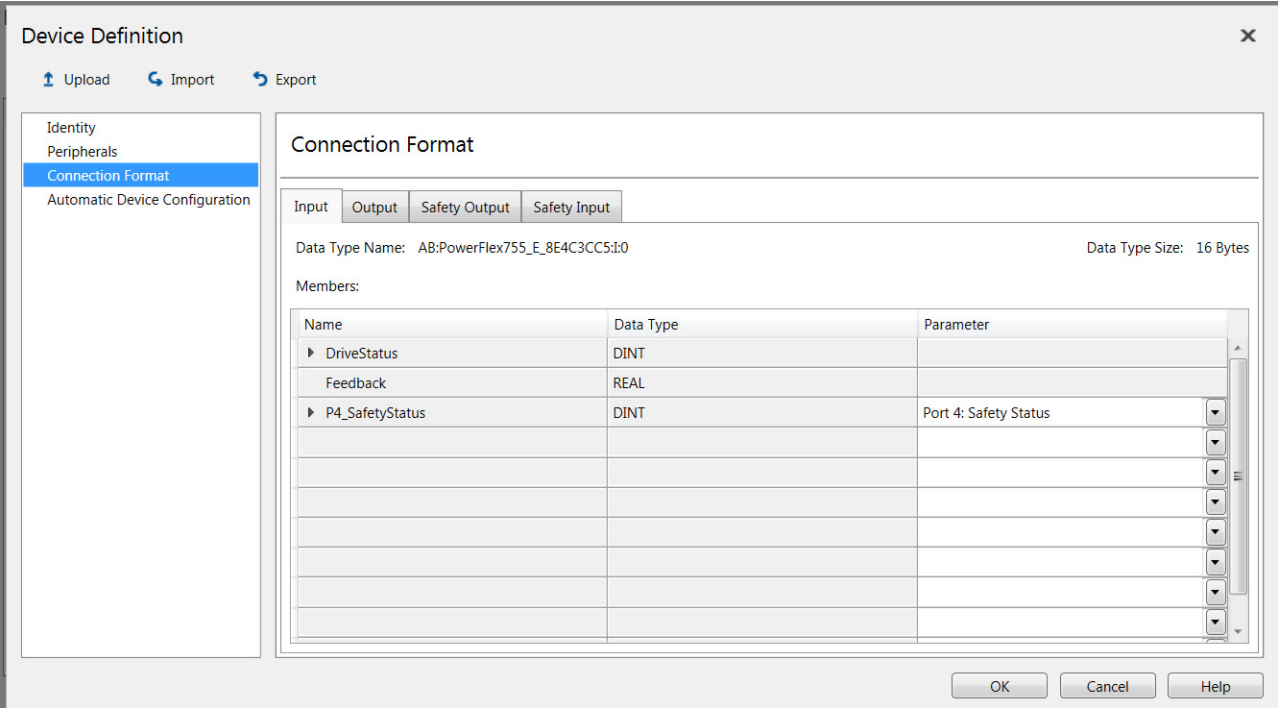 Device Definition
Upload Import Export
Identity
Peripherals
Connection Format
Automatic Device Configuration
Connection Format
Input Output Safety Output Safety Input
Data Type Name: AB:PowerFlex755_E_8E4C3CC5:I:0 Data Type Size: 16 Bytes
Members:
Name Data Type Parameter
DriveStatus DINT
Feedback REAL
P4_SafetyStatus DINT Port 4: Safety Status
OK Cancel Help